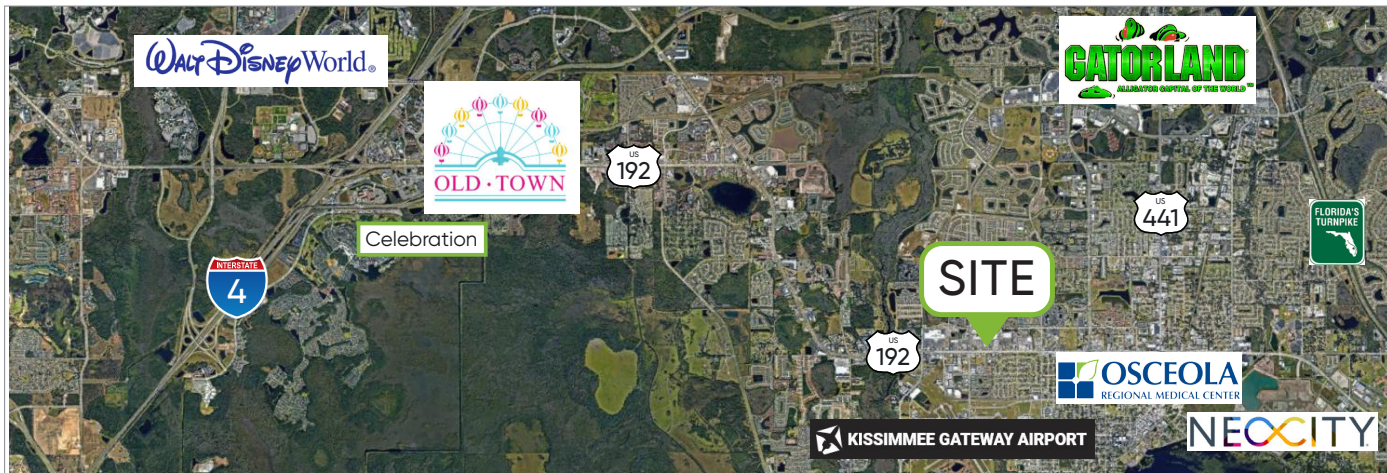 Walt Disney World®
GATORLAND®
ALLIGATOR CAPITAL OF THE WORLD™
OLD·TOWN
US
192
US
441
FLORIDA'S
TURNPIKE
Celebration
INTERSTATE
4
SITE
US
192
OSCEOLA
REGIONAL MEDICAL CENTER
KISSIMMEE GATEWAY AIRPORT
NEOCITY